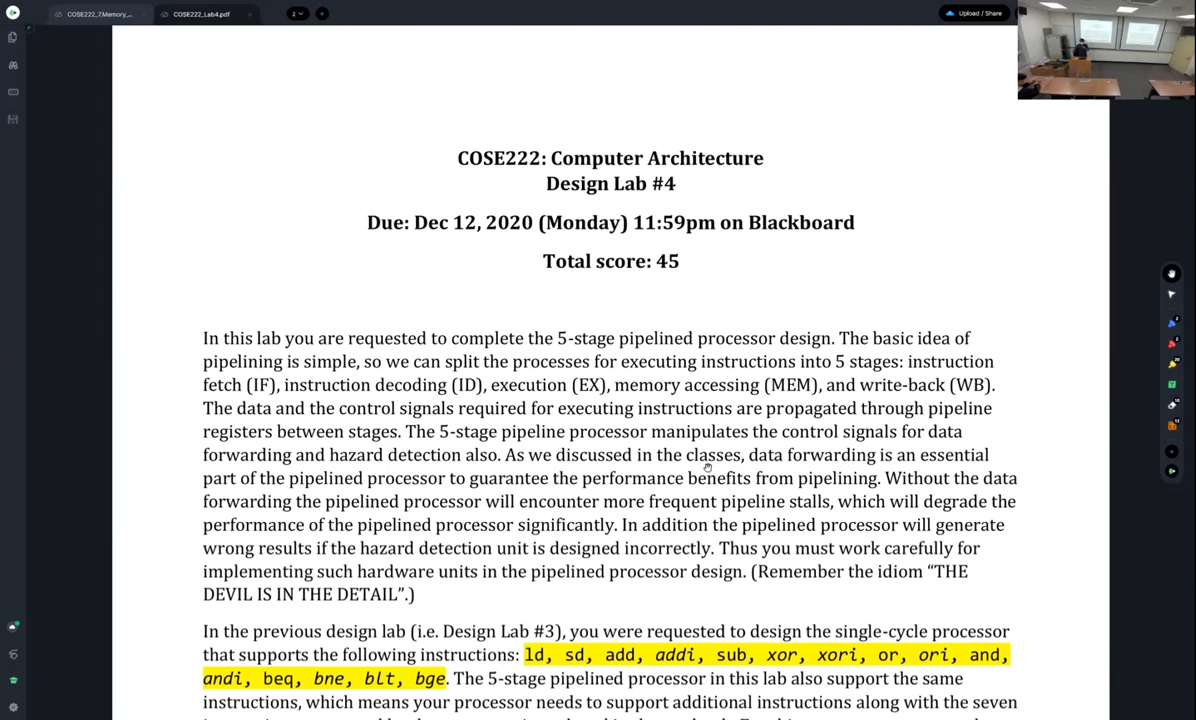 COSE222_7.Memory_...
COSE222_Lab4.pdf
2
Upload / Share
COSE222: Computer Architecture
Design Lab #4
Due: Dec 12, 2020 (Monday) 11:59pm on Blackboard
Total score: 45
In this lab you are requested to complete the 5-stage pipelined processor design. The basic idea of
pipelining is simple, so we can split the processes for executing instructions into 5 stages: instruction
fetch (IF), instruction decoding (ID), execution (EX), memory accessing (MEM), and write-back (WB).
The data and the control signals required for executing instructions are propagated through pipeline
registers between stages. The 5-stage pipeline processor manipulates the control signals for data
forwarding and hazard detection also. As we discussed in the classes, data forwarding is an essential
part of the pipelined processor to guarantee the performance benefits from pipelining. Without the data
forwarding the pipelined processor will encounter more frequent pipeline stalls, which will degrade the
performance of the pipelined processor significantly. In addition the pipelined processor will generate
wrong results if the hazard detection unit is designed incorrectly. Thus you must work carefully for
implementing such hardware units in the pipelined processor design. (Remember the idiom “THE
DEVIL IS IN THE DETAIL”.)
In the previous design lab (i.e. Design Lab #3), you were requested to design the single-cycle processor
that supports the following instructions: ld, sd, add, addi, sub, xor, xori, or, ori, and,
andi, beq, bne, blt, bge. The 5-stage pipelined processor in this lab also support the same
instructions, which means your processor needs to support additional instructions along with the seven